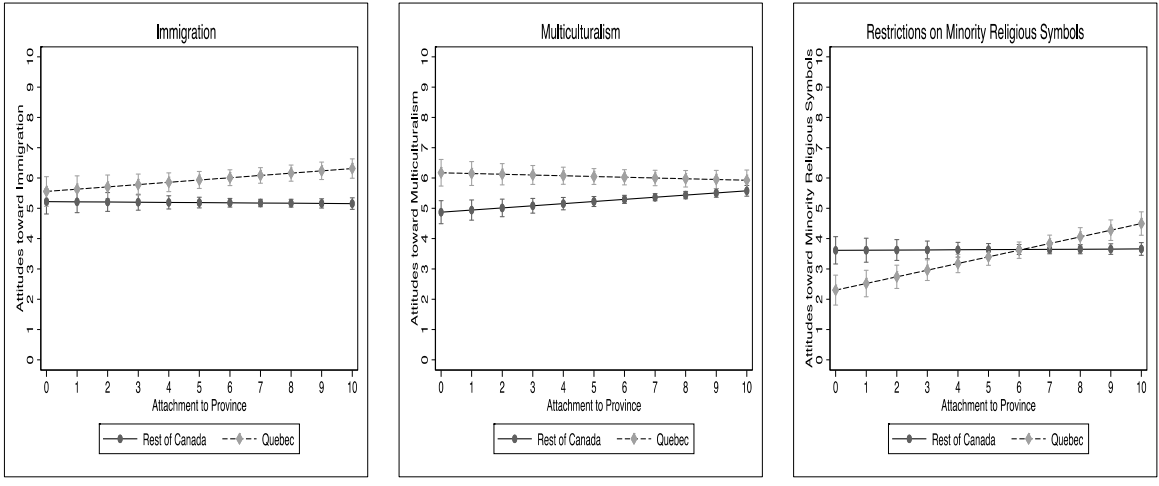 Immigration
Attitudes toward Immigration
0 1 2 3 4 5 6 7 8 9 10
0 1 2 3 4 5 6 7 8 9 10
Attachment to Province
Rest of Canada Quebec
Multiculturalism
Attitudes toward Multiculturalism
0 1 2 3 4 5 6 7 8 9 10
0 1 2 3 4 5 6 7 8 9 10
Attachment to Province
Rest of Canada Quebec
Restrictions on Minority Religious Symbols
Attitudes toward Minority Religious Symbols
0 1 2 3 4 5 6 7 8 9 10
0 1 2 3 4 5 6 7 8 9 10
Attachment to Province
Rest of Canada Quebec